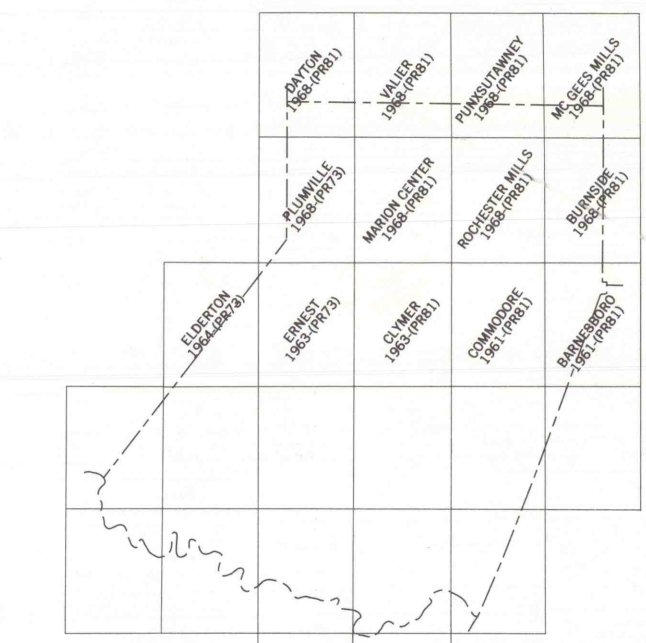 DAYTON
1968-(PR81)
VALIER
1968-(PR81)
PUNXSUTAWNEY
1968-(PR81)
MC GEES MILLS
1968-(PR81)
PLUMVILLE
1968-(PR73)
MARION CENTER
1968-(PR81)
ROCHESTER MILLS
1968-(PR81)
BURNSIDE
1968-(PR81)
ELDERTON
1964-(PR73)
ERNEST
1963-(PR73)
CLYMER
1963-(PR81)
COMMODORE
1961-(PR81)
BARNESBORO
1961-(PR81)